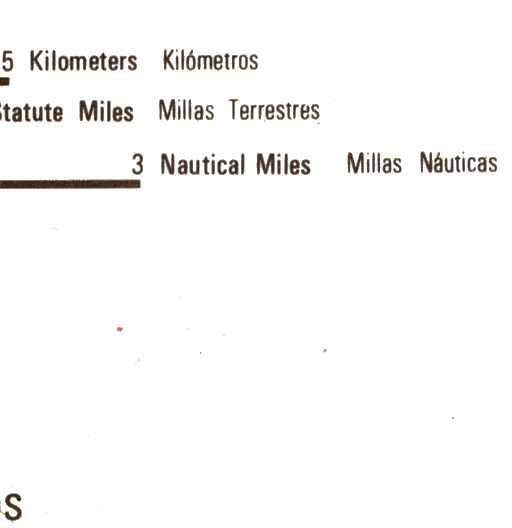 5 Kilometers Kilómetros
Statute Miles Millas Terrestres
3 Nautical Miles Millas Náuticas